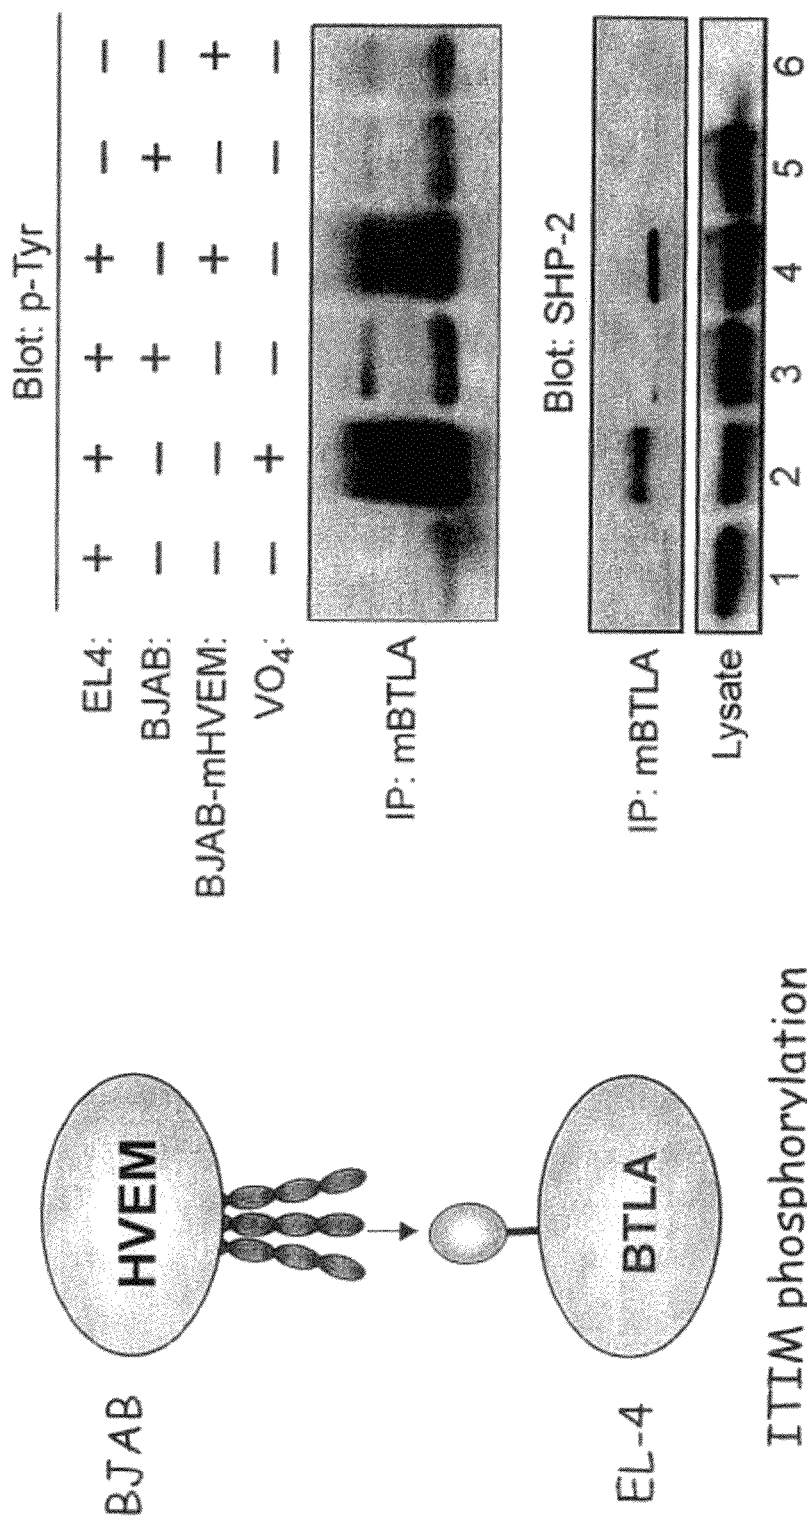 BJAB
HVEM
BTLA
EL-4
ITIM phosphorylation
Blot: p-Tyr
EL4: + + + + − −
BJAB: − − + − + −
BJAB-mHVEM: − − − + − +
VO4: − + − − − −
IP: mBTLA
Blot: SHP-2
IP: mBTLA
Lysate
1 2 3 4 5 6